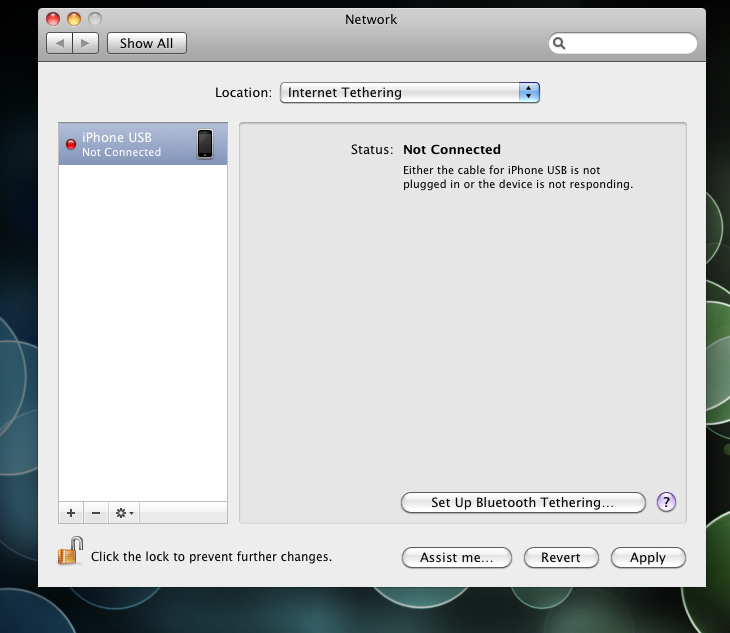 Network
Show All
Location: Internet Tethering
iPhone USB
Not Connected
Status: Not Connected
Either the cable for iPhone USB is not
plugged in or the device is not responding.
Set Up Bluetooth Tethering... ?
Click the lock to prevent further changes.
Assist me... Revert Apply